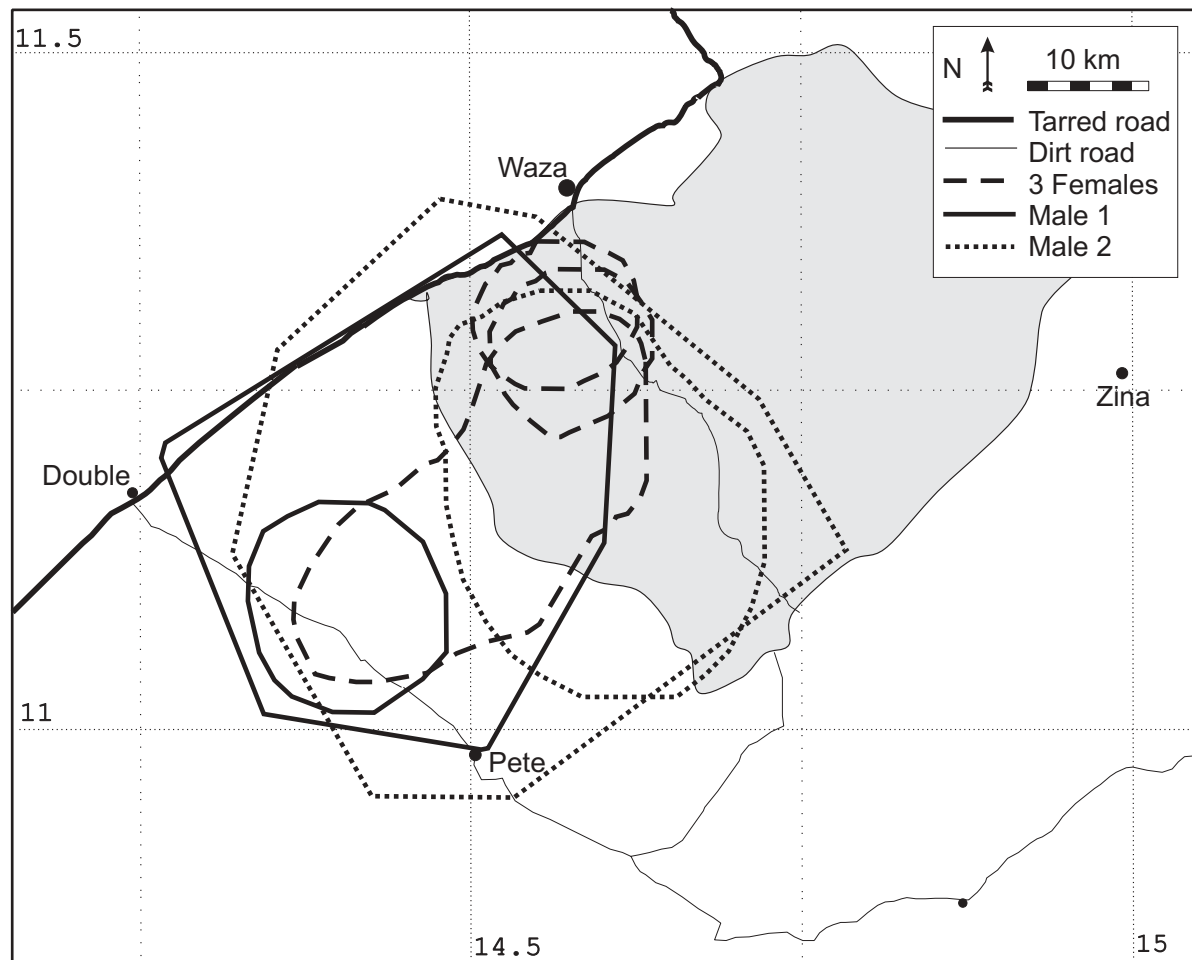 11.5
N
10 km
Tarred road
Dirt road
3 Females
Male 1
Male 2
Waza
Zina
Double
11
Pete
14.5
15